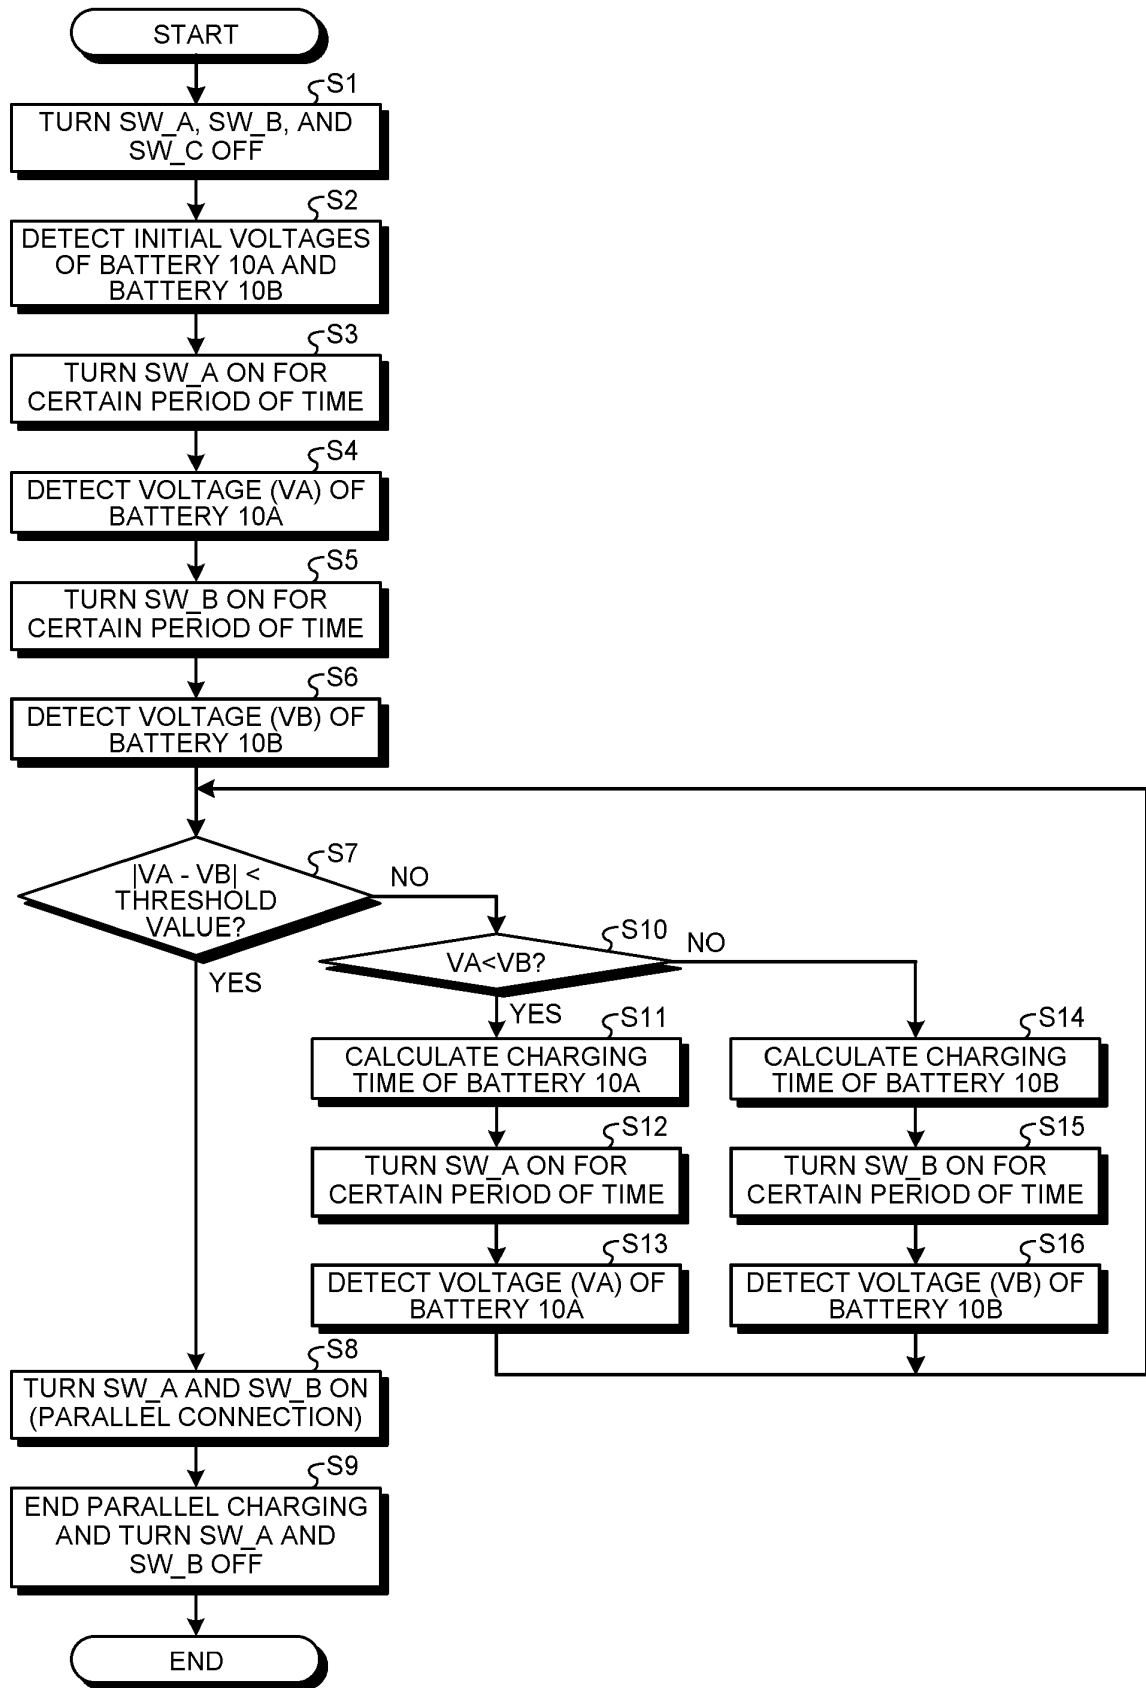 START
S1
TURN SW_A, SW_B, AND
SW_C OFF
S2
DETECT INITIAL VOLTAGES
OF BATTERY 10A AND
BATTERY 10B
S3
TURN SW_A ON FOR
CERTAIN PERIOD OF TIME
S4
DETECT VOLTAGE (VA) OF
BATTERY 10A
S5
TURN SW_B ON FOR
CERTAIN PERIOD OF TIME
S6
DETECT VOLTAGE (VB) OF
BATTERY 10B
S7
|VA - VB| <
THRESHOLD
VALUE?
NO
YES
S10
VA<VB?
NO
YES
S11
CALCULATE CHARGING
TIME OF BATTERY 10A
S12
TURN SW_A ON FOR
CERTAIN PERIOD OF TIME
S13
DETECT VOLTAGE (VA) OF
BATTERY 10A
S14
CALCULATE CHARGING
TIME OF BATTERY 10B
S15
TURN SW_B ON FOR
CERTAIN PERIOD OF TIME
S16
DETECT VOLTAGE (VB) OF
BATTERY 10B
S8
TURN SW_A AND SW_B ON
(PARALLEL CONNECTION)
S9
END PARALLEL CHARGING
AND TURN SW_A AND
SW_B OFF
END